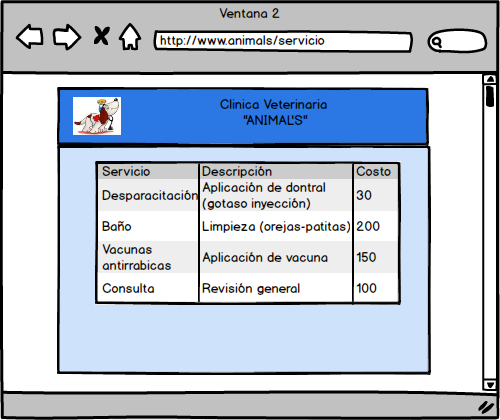 Ventana 2
http://www.animals/servicio
Clinica Veterinaria
"ANIMAL'S"
Servicio Descripción Costo
Desparacitación Aplicación de dontral (gotaso inyección) 30
Baño Limpieza (orejas-patitas) 200
Vacunas antirrabicas Aplicación de vacuna 150
Consulta Revisión general 100